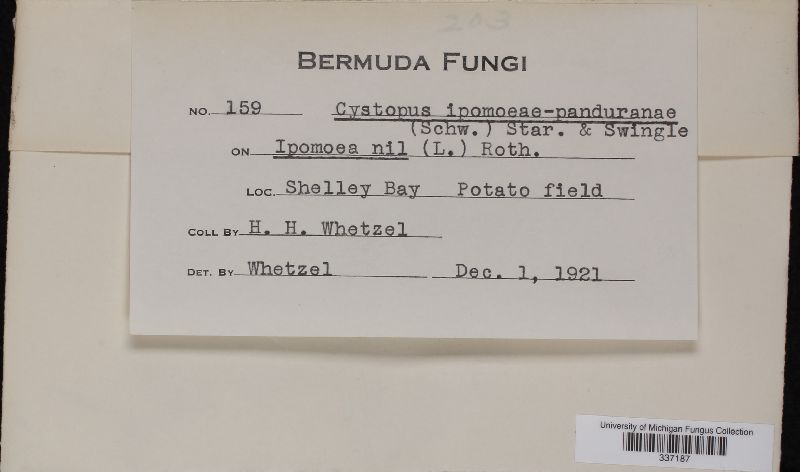 203
BERMUDA FUNGI
NO. 159 Cystopus ipomoeae-panduranae
(Schw.) Star. & Swingle
ON Ipomoea nil (L.) Roth.
LOC. Shelley Bay Potato field
COLL BY H. H. Whetzel
DET. BY Whetzel Dec. 1, 1921
University of Michigan Fungus Collection
337187